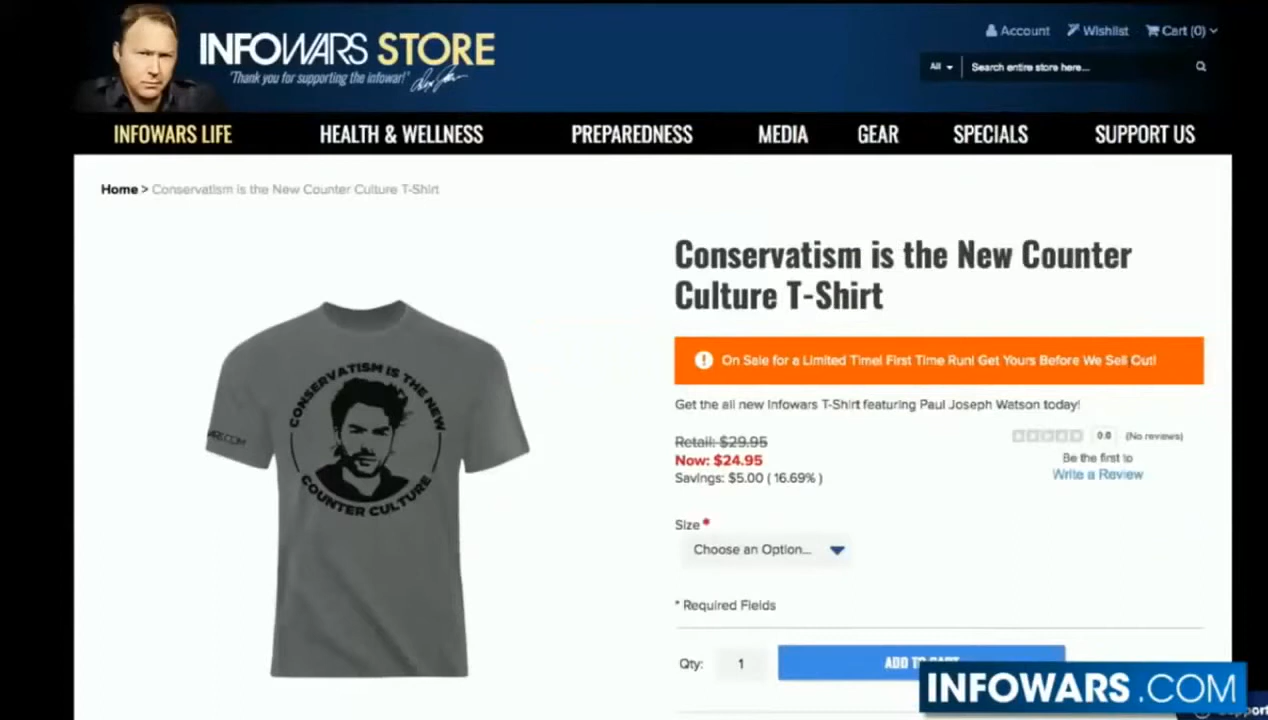 INFOWARS STORE
"Thank you for supporting the infowar!"
Account
Wishlist
Cart (0)
All
Search entire store here...
INFOWARS LIFE
HEALTH & WELLNESS
PREPAREDNESS
MEDIA
GEAR
SPECIALS
SUPPORT US
Home > Conservatism is the New Counter Culture T-Shirt
CONSERVATISM IS THE NEW
COUNTER CULTURE
Conservatism is the New Counter
Culture T-Shirt
On Sale for a Limited Time! First Time Run! Get Yours Before We Sell Out!
Get the all new Infowars T-Shirt featuring Paul Joseph Watson today!
Retail: $29.95
Now: $24.95
Savings: $5.00 ( 16.69% )
0.0
(No reviews)
Be the first to
Write a Review
Size *
Choose an Option...
* Required Fields
Qty:
1
ADD TO CART
INFOWARS.COM